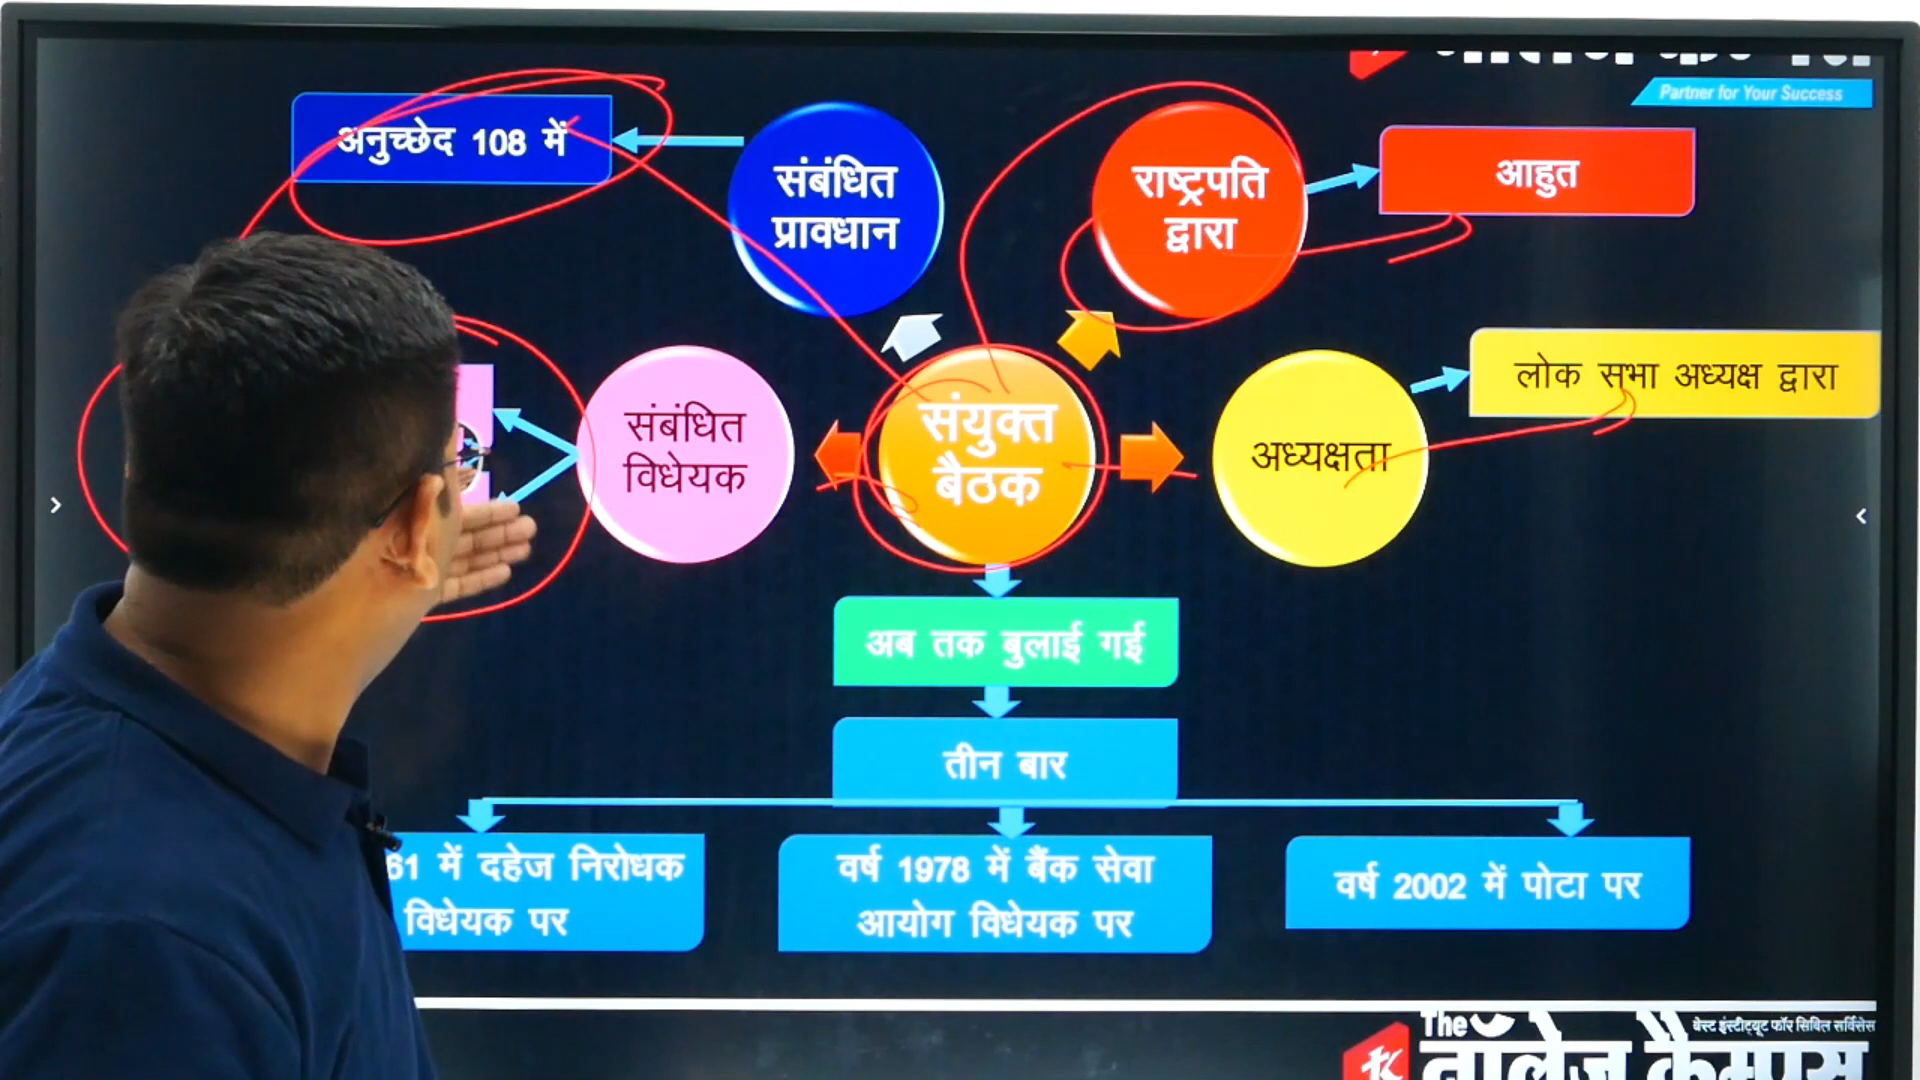 Partner for Your Success
अनुच्छेद 108 में
संबंधित
प्रावधान
राष्ट्रपति
द्वारा
आहुत
संबंधित
विधेयक
संयुक्त
बैठक
अध्यक्षता
लोक सभा अध्यक्ष द्वारा
अब तक बुलाई गई
तीन बार
61 में दहेज निरोधक
विधेयक पर
वर्ष 1978 में बैंक सेवा
आयोग विधेयक पर
वर्ष 2002 में पोटा पर
The
बेस्ट इंस्टीट्यूट फॉर सिविल सर्विसेस
नॉलेज कैम्पस